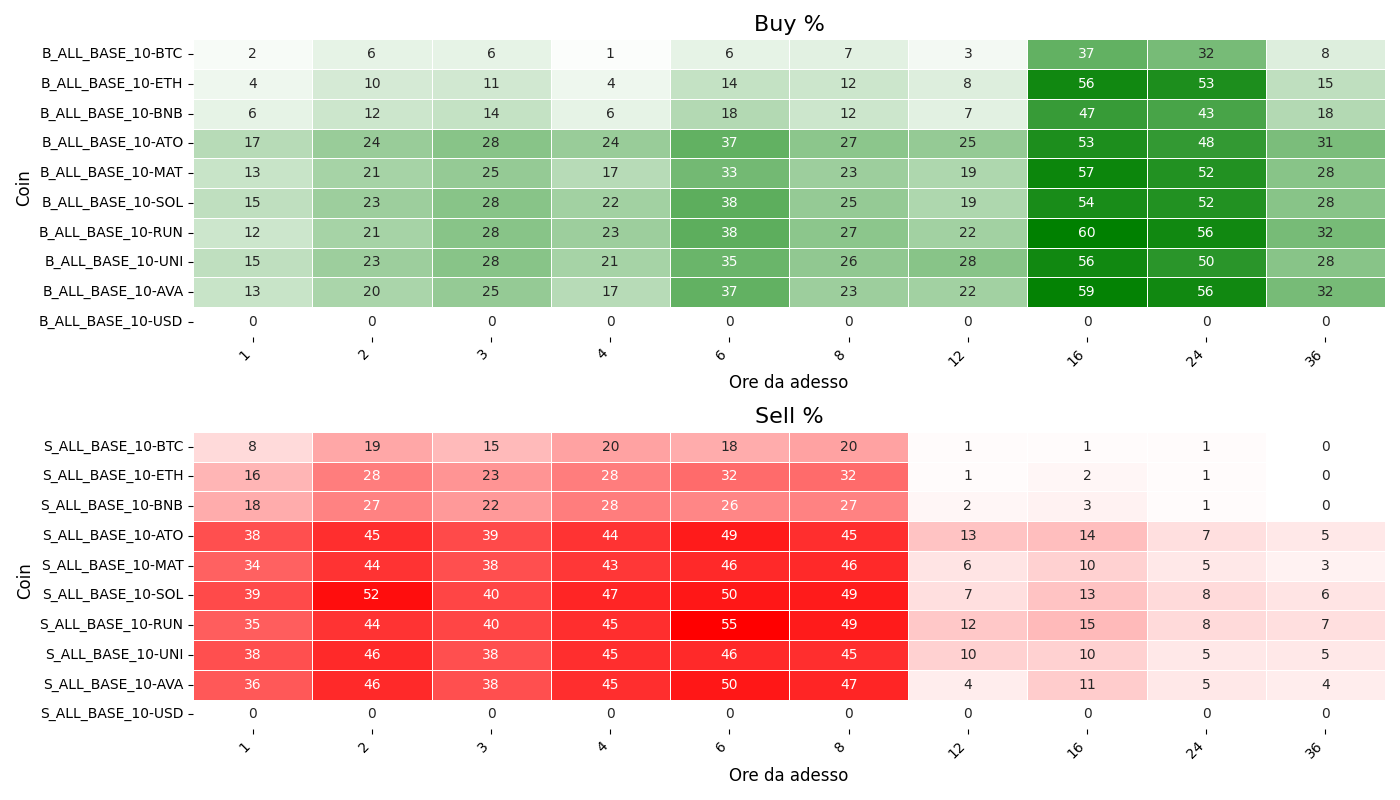 Buy %
Coin
B_ALL_BASE_10-BTC 2 6 6 1 6 7 3 37 32 8
B_ALL_BASE_10-ETH 4 10 11 4 14 12 8 56 53 15
B_ALL_BASE_10-BNB 6 12 14 6 18 12 7 47 43 18
B_ALL_BASE_10-ATO 17 24 28 24 37 27 25 53 48 31
B_ALL_BASE_10-MAT 13 21 25 17 33 23 19 57 52 28
B_ALL_BASE_10-SOL 15 23 28 22 38 25 19 54 52 28
B_ALL_BASE_10-RUN 12 21 28 23 38 27 22 60 56 32
B_ALL_BASE_10-UNI 15 23 28 21 35 26 28 56 50 28
B_ALL_BASE_10-AVA 13 20 25 17 37 23 22 59 56 32
B_ALL_BASE_10-USD 0 0 0 0 0 0 0 0 0 0
1 2 3 4 6 8 12 16 24 36
Ore da adesso
Sell %
Coin
S_ALL_BASE_10-BTC 8 19 15 20 18 20 1 1 1 0
S_ALL_BASE_10-ETH 16 28 23 28 32 32 1 2 1 0
S_ALL_BASE_10-BNB 18 27 22 28 26 27 2 3 1 0
S_ALL_BASE_10-ATO 38 45 39 44 49 45 13 14 7 5
S_ALL_BASE_10-MAT 34 44 38 43 46 46 6 10 5 3
S_ALL_BASE_10-SOL 39 52 40 47 50 49 7 13 8 6
S_ALL_BASE_10-RUN 35 44 40 45 55 49 12 15 8 7
S_ALL_BASE_10-UNI 38 46 38 45 46 45 10 10 5 5
S_ALL_BASE_10-AVA 36 46 38 45 50 47 4 11 5 4
S_ALL_BASE_10-USD 0 0 0 0 0 0 0 0 0 0
1 2 3 4 6 8 12 16 24 36
Ore da adesso